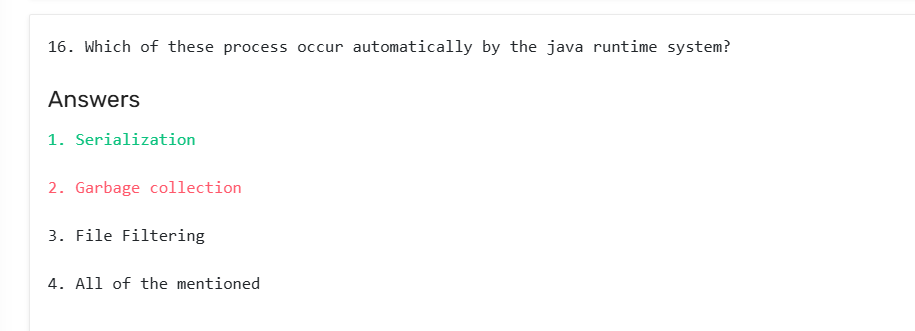 16. Which of these process occur automatically by the java runtime system?
Answers
1. Serialization
2. Garbage collection
3. File Filtering
4. All of the mentioned